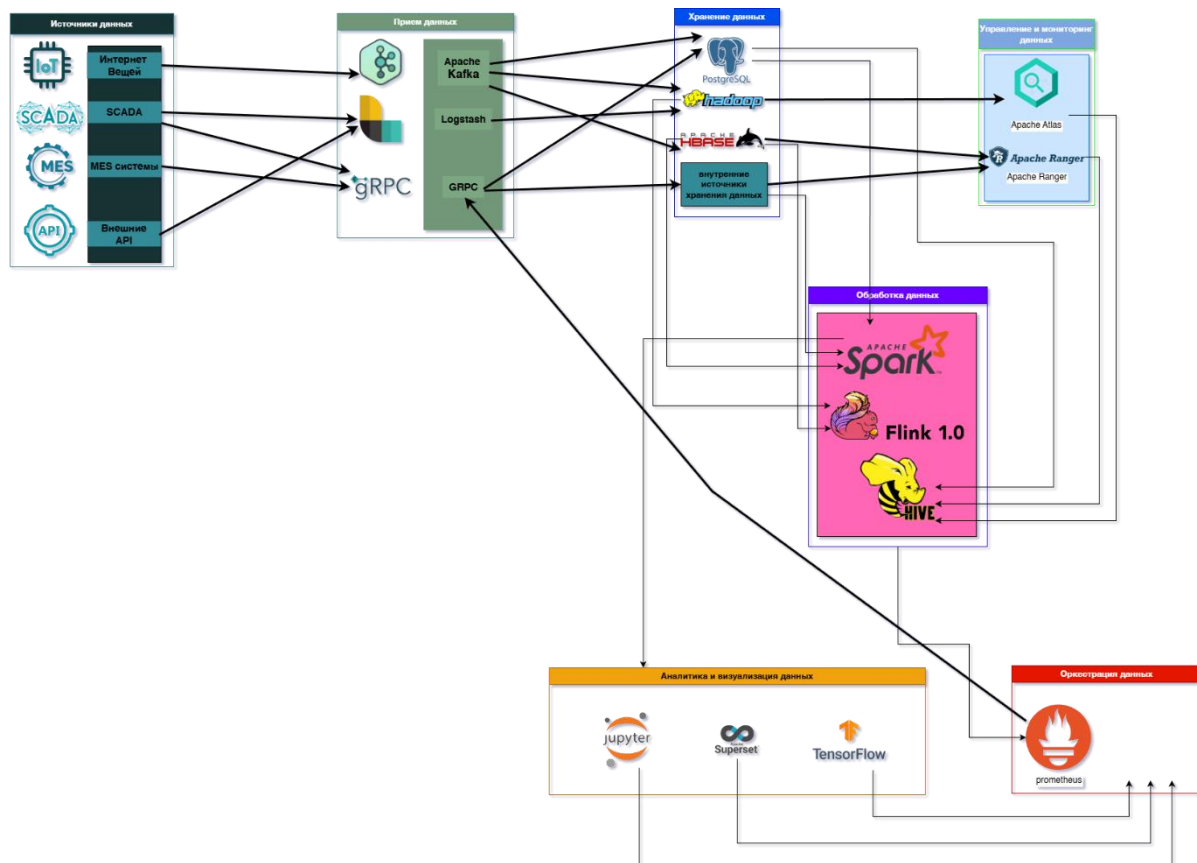 Источники данных
IoT
Интернет
Вещей
SCADA
SCADA
MES
MES системы
API
Внешние
API
Прием данных
Apache
Kafka
Logstash
gRPC
GRPC
Хранение данных
PostgreSQL
hadoop
APACHE
HBASE
внутренние
источники
хранения данных
Управление и мониторинг
данных
Apache Atlas
R
Apache Ranger
Apache Ranger
Обработка данных
APACHE
Spark
Flink 1.0
HIVE
Аналитика и визуализация данных
jupyter
Superset
TensorFlow
Оркестрация данных
prometheus